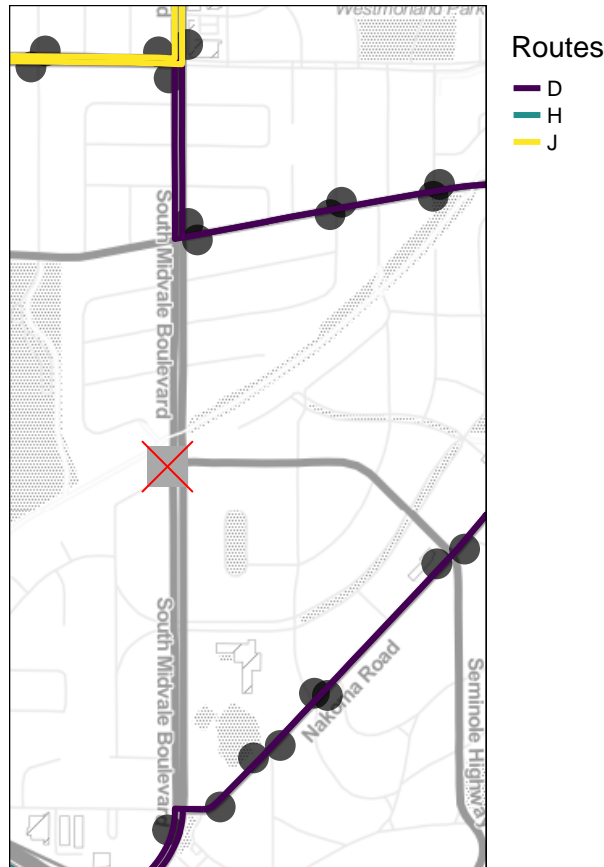 d
Westmorland Park
Routes
D
H
J
South Midvale Boulevard
South Midvale Boulevard
Nakoma Road
Seminole Highway